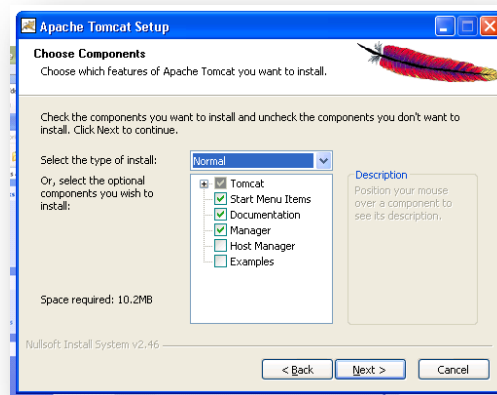 Apache Tomcat Setup
Choose Components
Choose which features of Apache Tomcat you want to install.
Check the components you want to install and uncheck the components you don't want to
install. Click Next to continue.
Select the type of install:
Normal
Or, select the optional
components you wish to
install:
Tomcat
Start Menu Items
Documentation
Manager
Host Manager
Examples
Description
Position your mouse
over a component to
see its description.
Space required: 10.2MB
Nullsoft Install System v2.46
< Back
Next >
Cancel